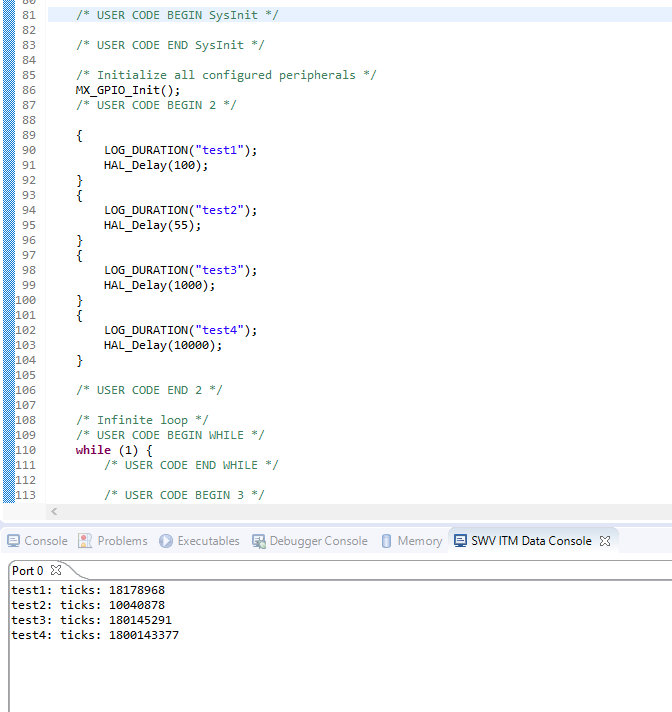 80
81 /* USER CODE BEGIN SysInit */
82
83 /* USER CODE END SysInit */
84
85 /* Initialize all configured peripherals */
86 MX_GPIO_Init();
87 /* USER CODE BEGIN 2 */
88
89 {
90 LOG_DURATION("test1");
91 HAL_Delay(100);
92 }
93 {
94 LOG_DURATION("test2");
95 HAL_Delay(55);
96 }
97 {
98 LOG_DURATION("test3");
99 HAL_Delay(1000);
100 }
101 {
102 LOG_DURATION("test4");
103 HAL_Delay(10000);
104 }
105
106 /* USER CODE END 2 */
107
108 /* Infinite loop */
109 /* USER CODE BEGIN WHILE */
110 while (1) {
111 /* USER CODE END WHILE */
112
113 /* USER CODE BEGIN 3 */
Console Problems Executables Debugger Console Memory SWV ITM Data Console
Port 0
test1: ticks: 18178968
test2: ticks: 10040878
test3: ticks: 180145291
test4: ticks: 1800143377